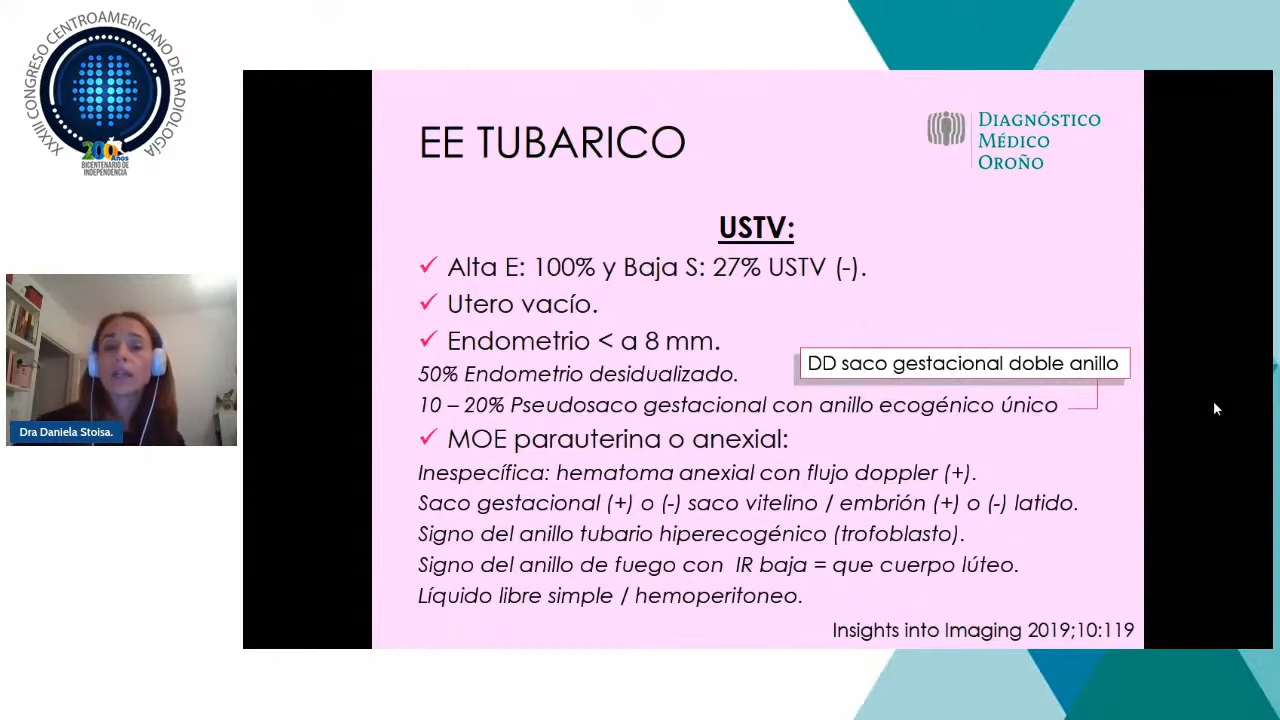 XXXIII CONGRESO CENTROAMERICANO DE RADIOLOGÍA
200
Años
BICENTENARIO DE
INDEPENDENCIA
Dra Daniela Stoisa.
EE TUBARICO
DIAGNÓSTICO
MÉDICO
OROÑO
USTV:
✓ Alta E: 100% y Baja S: 27% USTV (-).
✓ Utero vacío.
✓ Endometrio < a 8 mm.
DD saco gestacional doble anillo
50% Endometrio desidualizado.
10 – 20% Pseudosaco gestacional con anillo ecogénico único
✓ MOE parauterina o anexial:
Inespecífica: hematoma anexial con flujo doppler (+).
Saco gestacional (+) o (-) saco vitelino / embrión (+) o (-) latido.
Signo del anillo tubario hiperecogénico (trofoblasto).
Signo del anillo de fuego con IR baja = que cuerpo lúteo.
Líquido libre simple / hemoperitoneo.
Insights into Imaging 2019;10:119